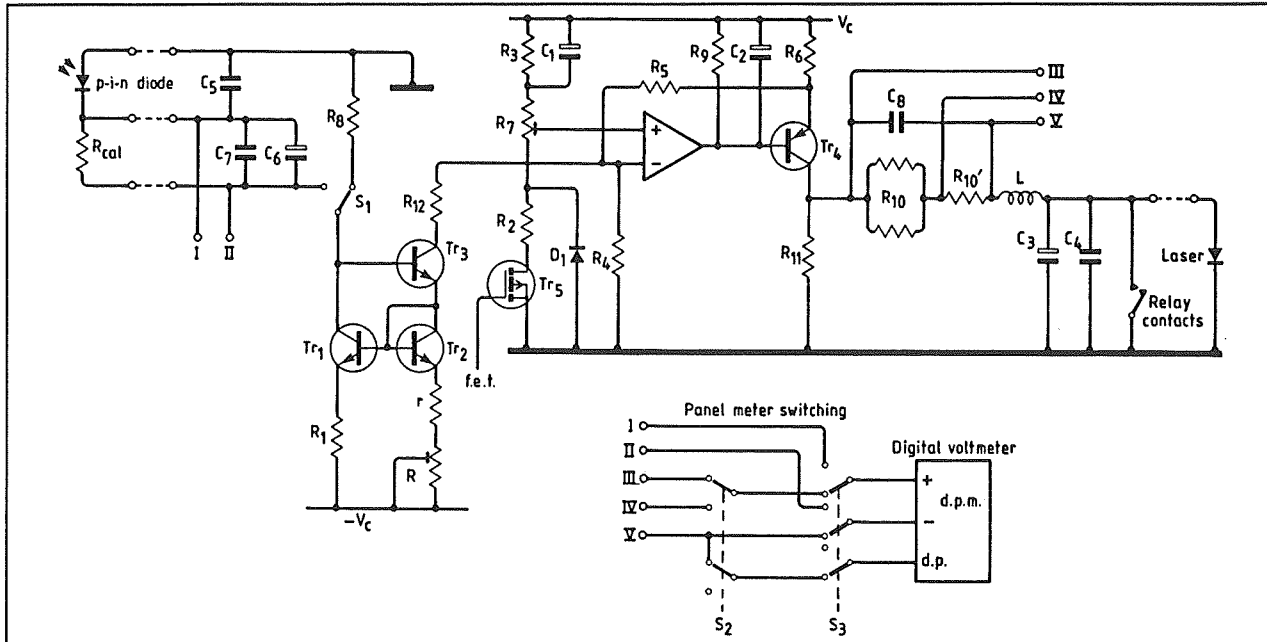 p-i-n diode
Rcal
C5
C7
C6
R8
S1
I
II
R12
Tr3
Tr1
Tr2
r
R1
R
-Vc
Vc
R3
C1
R9
C2
R6
R5
R7
+
−
Tr4
R2
D1
R4
Tr5
f.e.t.
R11
III
IV
V
C8
R10
R10'
L
C3
C4
Laser
Relay
contacts
Panel meter switching
I
II
III
IV
V
Digital voltmeter
+
d.p.m.
−
d.p.
S2
S3